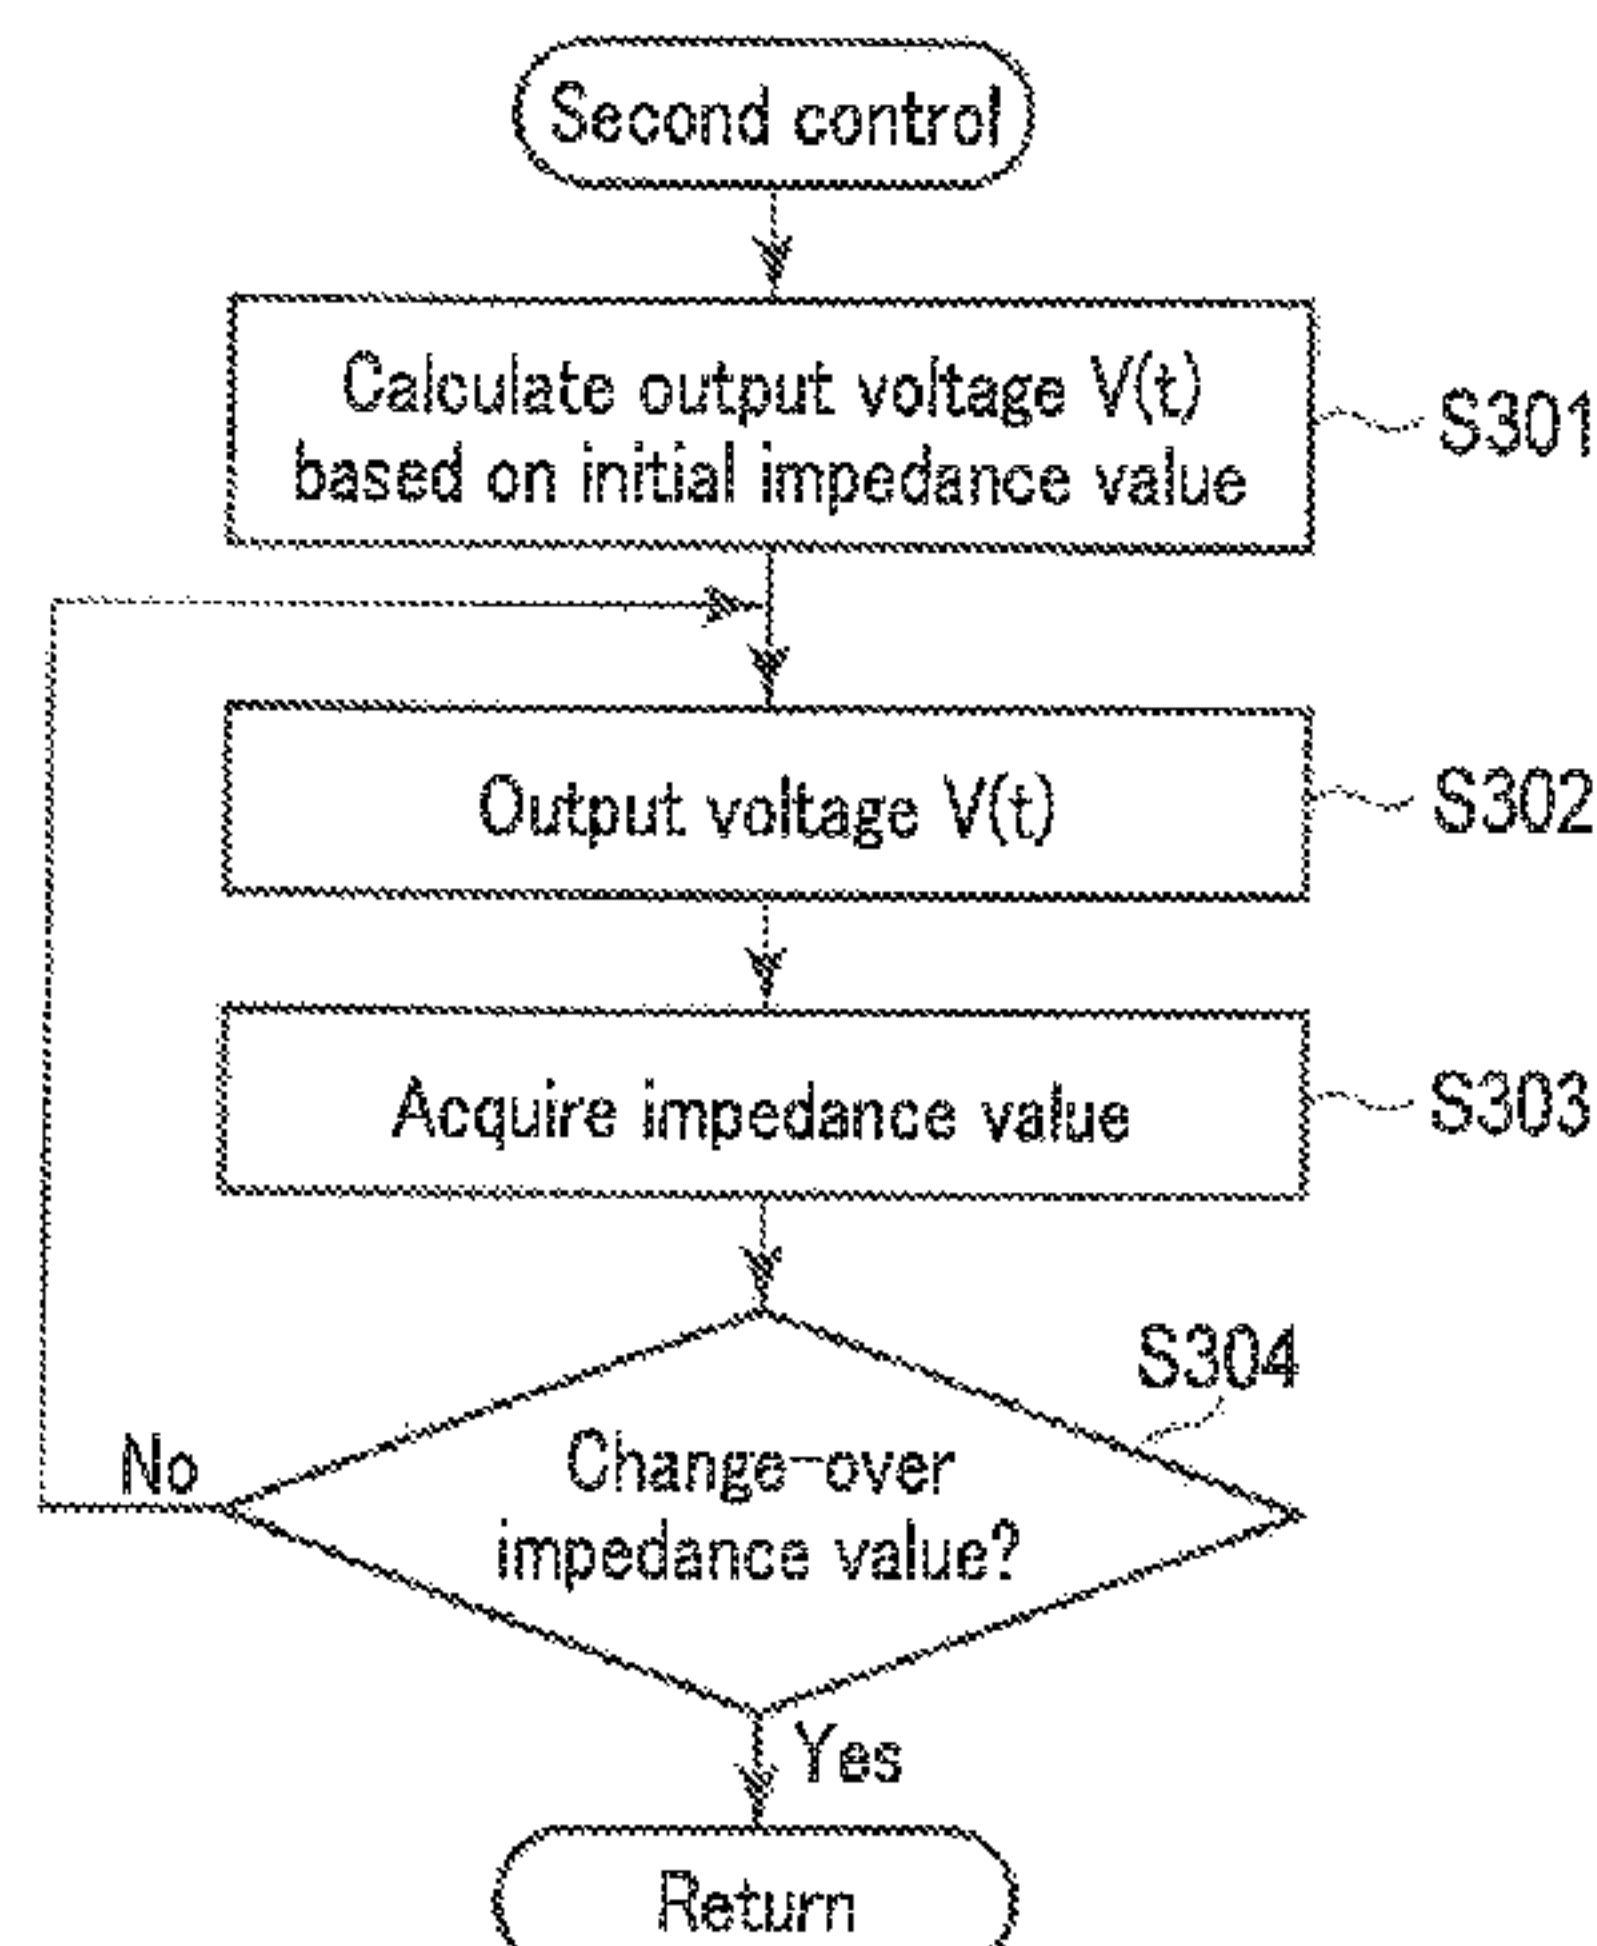 Second control
Calculate output voltage V(t)
based on initial impedance value
S301
Output voltage V(t)
S302
Acquire impedance value
S303
S304
No
Change-over
impedance value?
Yes
Return